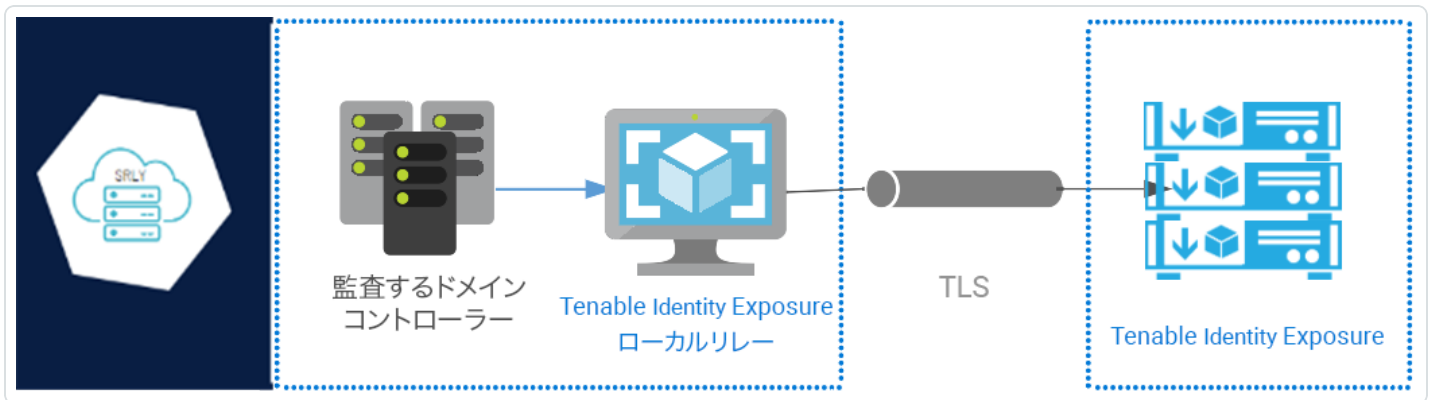 SRLY
監査するドメイン
コントローラー
Tenable Identity Exposure
ローカルリレー
TLS
Tenable Identity Exposure